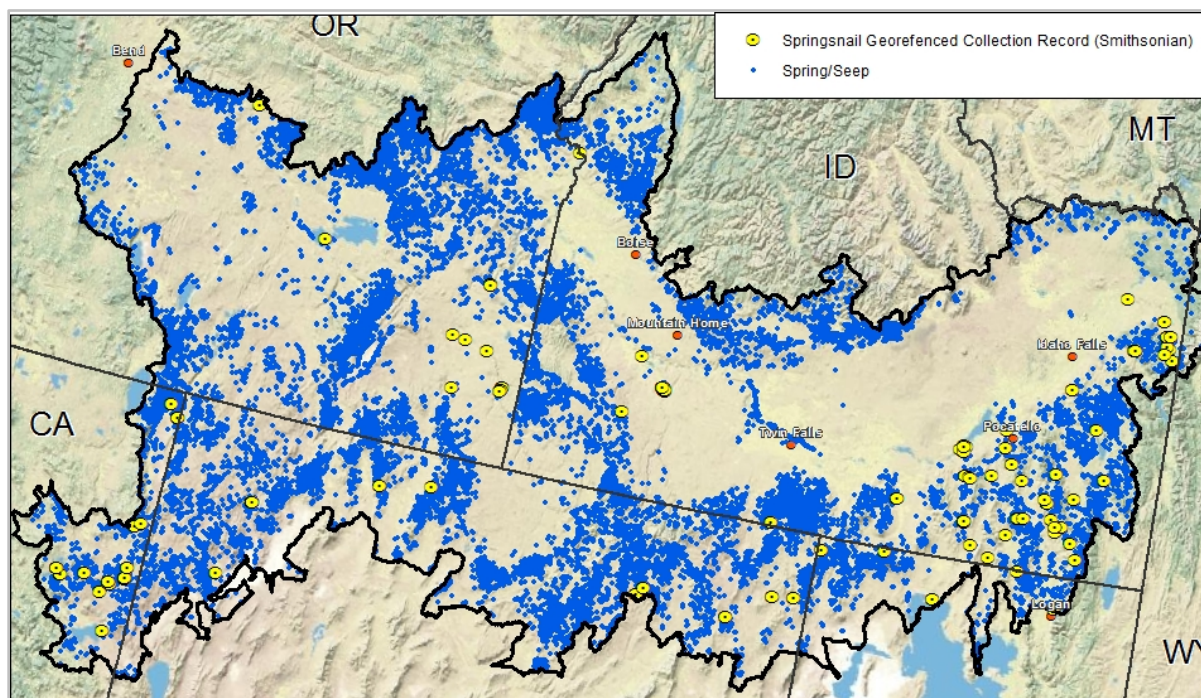 OR
Bend
Springsnail Georefenced Collection Record (Smithsonian)
Spring/Seep
MT
ID
Boise
Mountain Home
Idaho Falls
CA
Twin Falls
Pocatello
Logan
WY